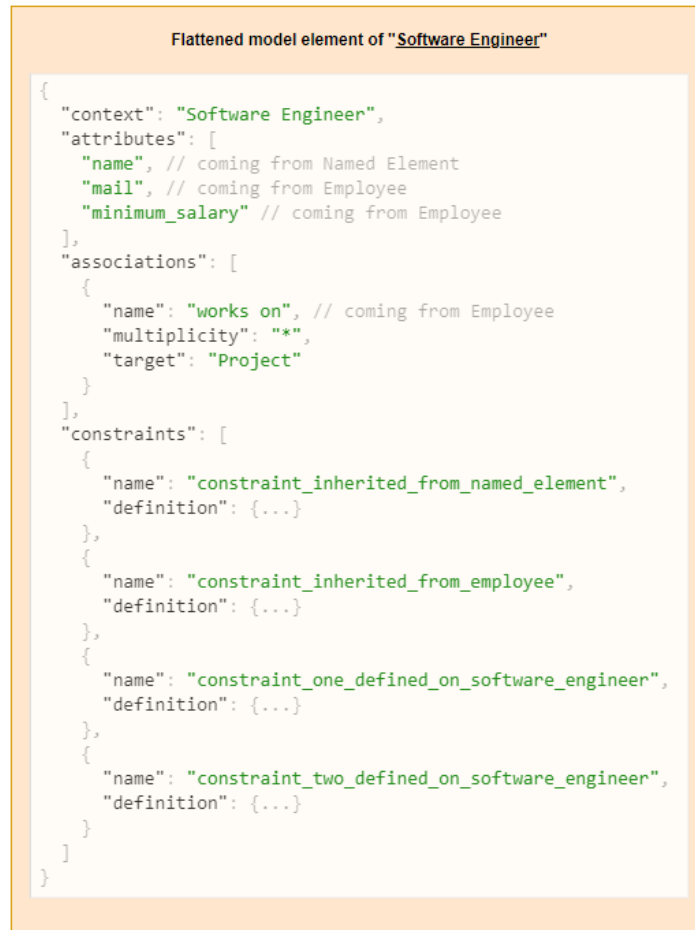 Flattened model element of "Software Engineer"
{
  "context": "Software Engineer",
  "attributes": [
    "name", // coming from Named Element
    "mail", // coming from Employee
    "minimum_salary" // coming from Employee
  ],
  "associations": [
    {
      "name": "works on", // coming from Employee
      "multiplicity": "*",
      "target": "Project"
    }
  ],
  "constraints": [
    {
      "name": "constraint_inherited_from_named_element",
      "definition": {...}
    },
    {
      "name": "constraint_inherited_from_employee",
      "definition": {...}
    },
    {
      "name": "constraint_one_defined_on_software_engineer",
      "definition": {...}
    },
    {
      "name": "constraint_two_defined_on_software_engineer",
      "definition": {...}
    }
  ]
}